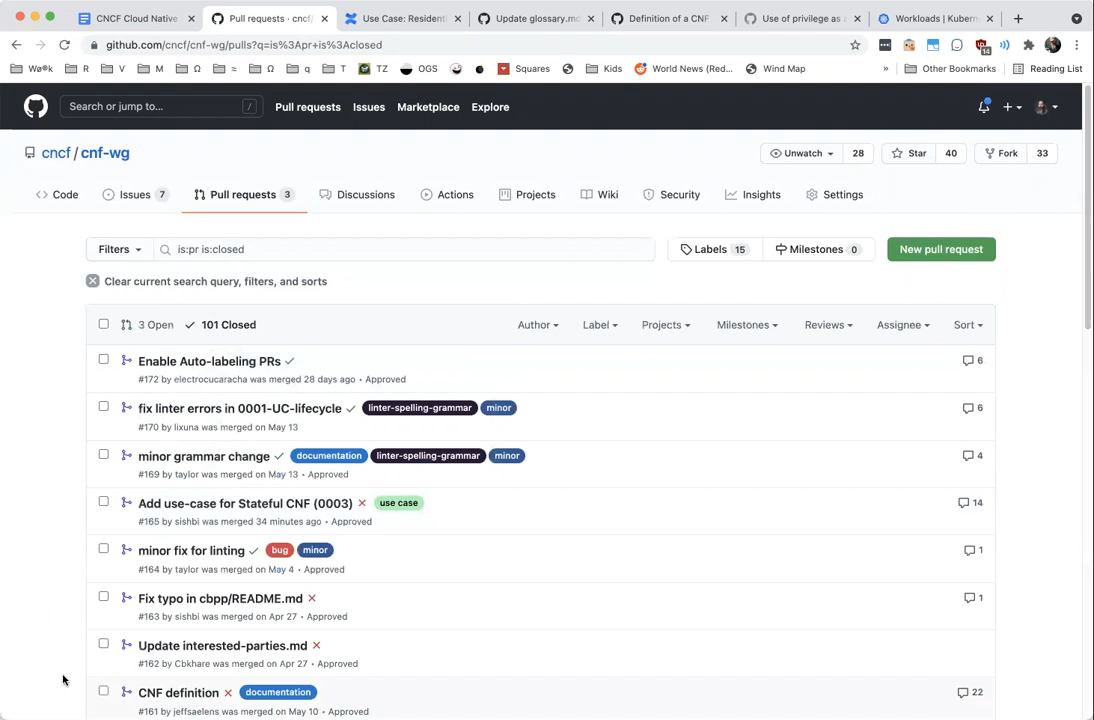 CNCF Cloud Native
Pull requests · cncf/
Use Case: Resident
Update glossary.md
Definition of a CNF
Use of privilege as
Workloads | Kubern
github.com/cncf/cnf-wg/pulls?q=is%3Apr+is%3Aclosed
14
Wø®k
R
V
M
Ω
≈
Ω
q
T
TZ
OGS
Squares
Kids
World News (Red...
Wind Map
»
Other Bookmarks
Reading List
Search or jump to...
/
Pull requests
Issues
Marketplace
Explore
cncf / cnf-wg
Unwatch
28
Star
40
Fork
33
Code
Issues 7
Pull requests 3
Discussions
Actions
Projects
Wiki
Security
Insights
Settings
Filters
is:pr is:closed
Labels 15
Milestones 0
New pull request
Clear current search query, filters, and sorts
3 Open
101 Closed
Author
Label
Projects
Milestones
Reviews
Assignee
Sort
Enable Auto-labeling PRs
6
#172 by electrocucaracha was merged 28 days ago • Approved
fix linter errors in 0001-UC-lifecycle linter-spelling-grammar minor
6
#170 by lixuna was merged on May 13
minor grammar change documentation linter-spelling-grammar minor
4
#169 by taylor was merged on May 13 • Approved
Add use-case for Stateful CNF (0003) use case
14
#165 by sishbi was merged 34 minutes ago • Approved
minor fix for linting bug minor
1
#164 by taylor was merged on May 4 • Approved
Fix typo in cbpp/README.md
1
#163 by sishbi was merged on Apr 27 • Approved
Update interested-parties.md
#162 by Cbkhare was merged on Apr 27 • Approved
CNF definition documentation
22
#161 by jeffsaelens was merged on May 10 • Approved